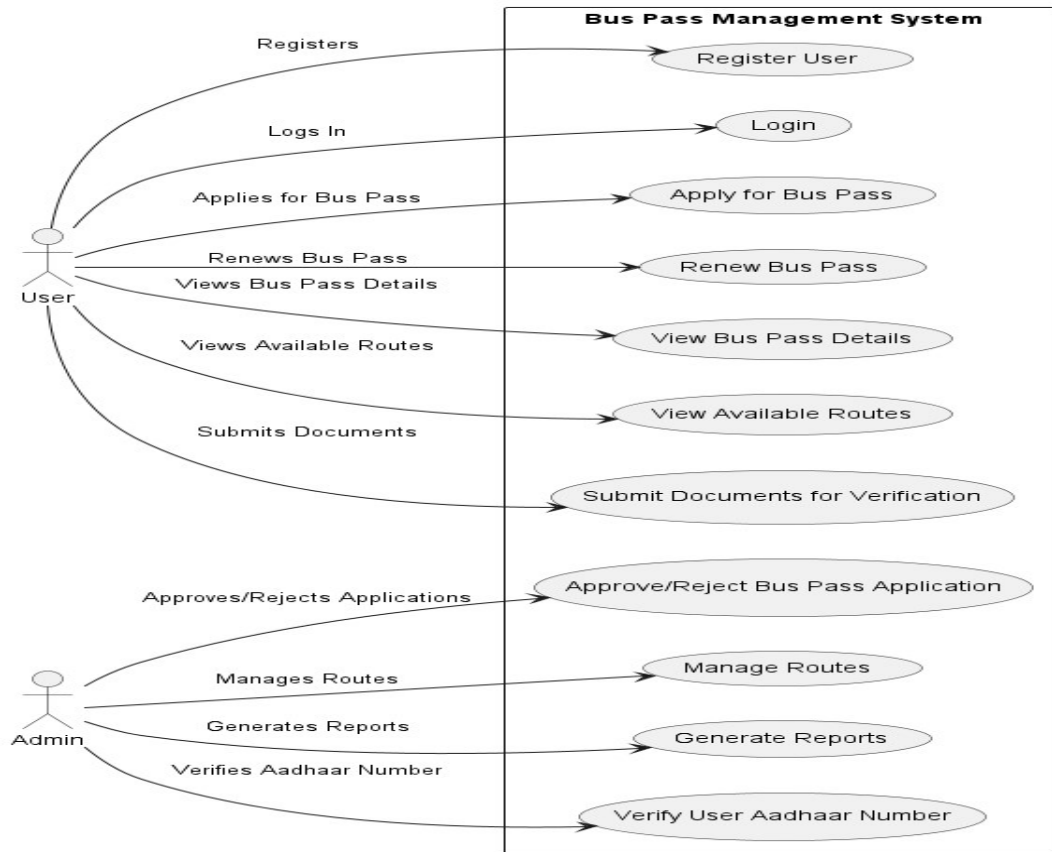 Bus Pass Management System
Registers
Register User
Logs In
Login
Applies for Bus Pass
Apply for Bus Pass
Renews Bus Pass
Renew Bus Pass
User
Views Bus Pass Details
View Bus Pass Details
Views Available Routes
View Available Routes
Submits Documents
Submit Documents for Verification
Approves/Rejects Applications
Approve/Reject Bus Pass Application
Manages Routes
Manage Routes
Admin
Generates Reports
Generate Reports
Verifies Aadhaar Number
Verify User Aadhaar Number